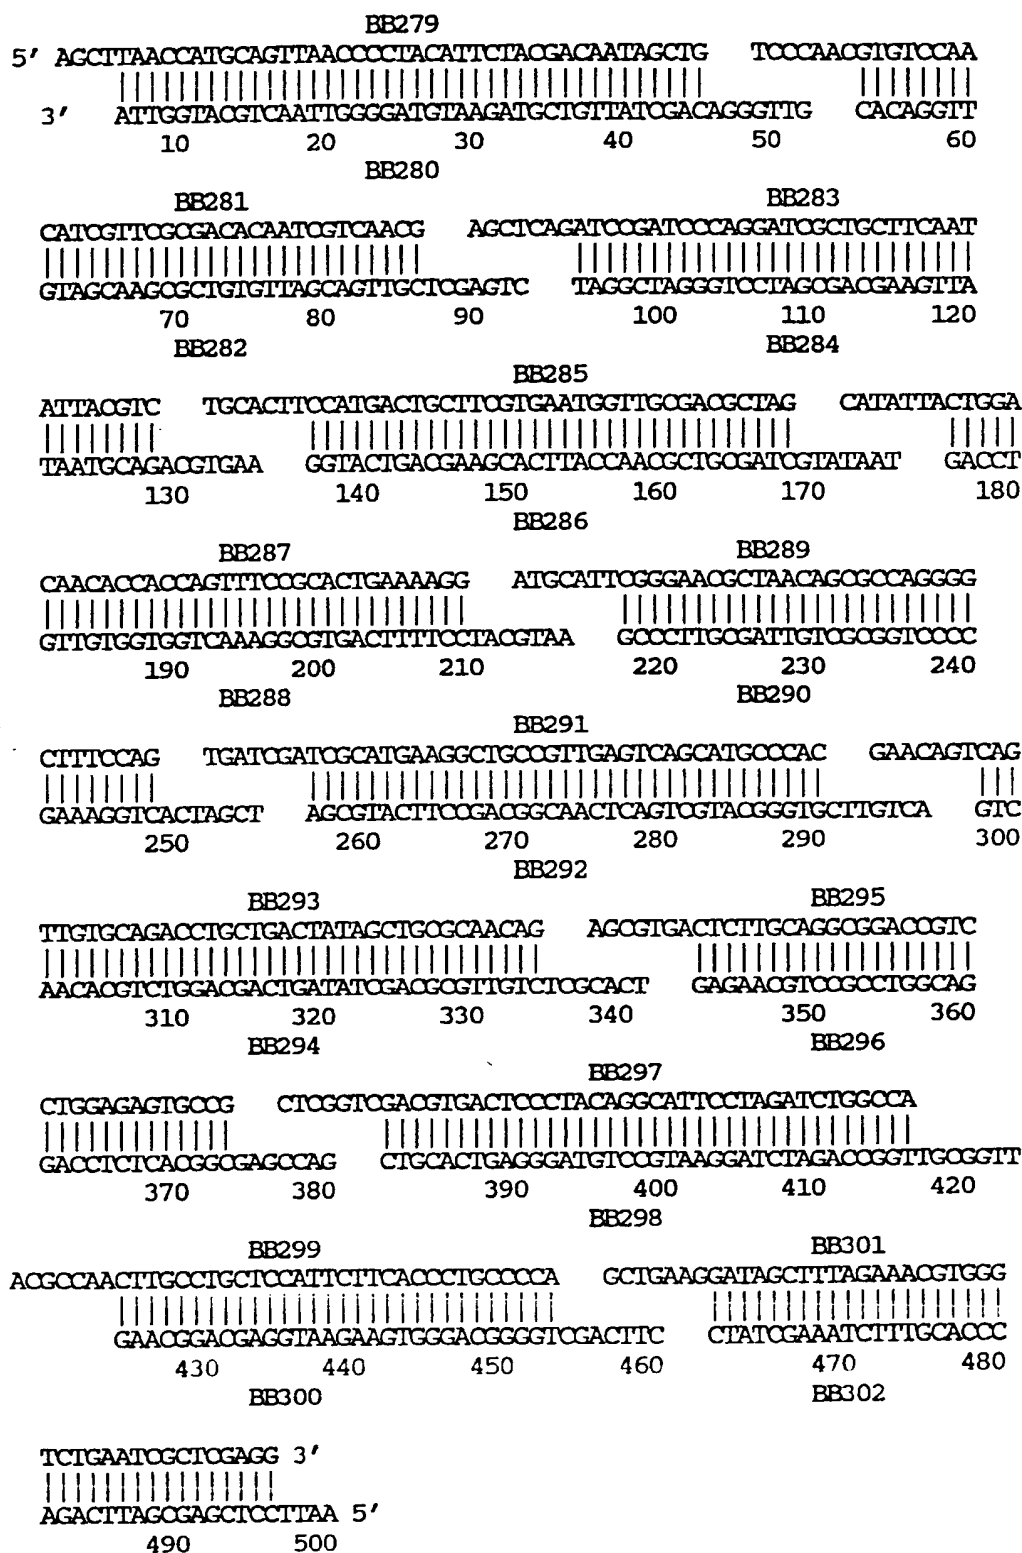 BB279
5' AGCTTAACCATGCAGTTAACCCCTACATTCTACGACAATAGCTG TCCCAACGTGTCCAA
3' ATTGGTACGTCAATTGGGGATGTAAGATGCTGTTATCGACAGGGTTG CACAGGTT
10 20 30 40 50 60
BB280
BB281 BB283
CATCGTTCGCGACACAATCGTCAACG AGCTCAGATCCGATCCCAGGATCGCTGCTTCAAT
GTAGCAAGCGCTGTGTTAGCAGTTGCTCGAGTC TAGGCTAGGGTCCTAGCGACGAAGTTA
70 80 90 100 110 120
BB282 BB284
BB285
ATTACGTC TGCACTTCCATGACTGCTTCGTGAATGGTTGCGACGCTAG CATATTACTGGA
TAATGCAGACGTGAA GGTACTGACGAAGCACTTACCAACGCTGCGATCGTATAAT GACCT
130 140 150 160 170 180
BB286
BB287 BB289
CAACACCACCAGTTTCCGCACTGAAAAGG ATGCATTCGGGAACGCTAACAGCGCCAGGGG
GTTGTGGTGGTCAAAGGCGTGACTTTTCCTACGTAA GCCCTTGCGATTGTCGCGGTCCCC
190 200 210 220 230 240
BB288 BB290
BB291
CTTTCCAG TGATCGATCGCATGAAGGCTGCCGTTGAGTCAGCATGCCCAC GAACAGTCAG
GAAAGGTCACTAGCT AGCGTACTTCCGACGGCAACTCAGTCGTACGGGTGCTTGTCA GTC
250 260 270 280 290 300
BB292
BB293 BB295
TTGTGCAGACCTGCTGACTATAGCTGCGCAACAG AGCGTGACTCTTGCAGGCGGACCGTC
AACACGTCTGGACGACTGATATCGACGCGTTGTCTCGCACT GAGAACGTCCGCCTGGCAG
310 320 330 340 350 360
BB294 BB296
BB297
CTGGAGAGTGCCG CTCGGTCGACGTGACTCCCTACAGGCATTCCTAGATCTGGCCA
GACCTCTCACGGCGAGCCAG CTGCACTGAGGGATGTCCGTAAGGATCTAGACCGGTTGCGGTT
370 380 390 400 410 420
BB298
BB299 BB301
ACGCCAACTTGCCTGCTCCATTCTTCACCCTGCCCCA GCTGAAGGATAGCTTTAGAAACGTGGG
GAACGGACGAGGTAAGAAGTGGGACGGGGTCGACTTC CTATCGAAATCTTTGCACCC
430 440 450 460 470 480
BB300 BB302
TCTGAATCGCTCGAGG 3'
AGACTTAGCGAGCTCCTTAA 5'
490 500